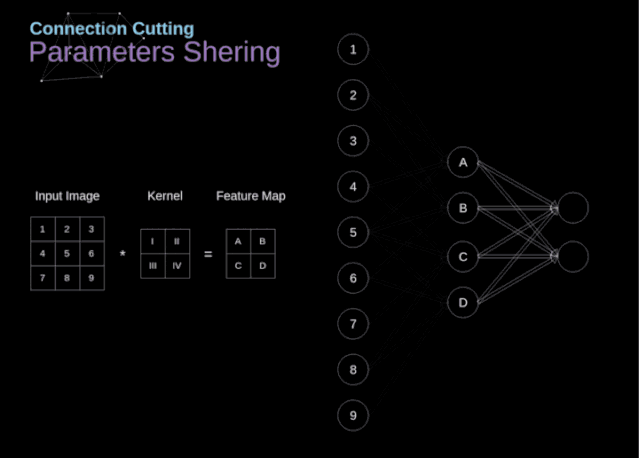 Connection Cutting
Parameters Shering
Input Image
Kernel
Feature Map
1 2 3
4 5 6
7 8 9
*
I II
III IV
=
A B
C D
1
2
3
4
5
6
7
8
9
A
B
C
D